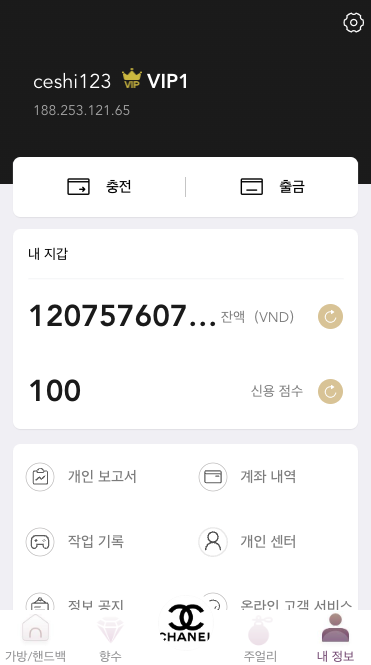 ceshi123 VIP VIP1
188.253.121.65
충전 출금
내 지갑
120757607... 잔액 (VND)
100 신용 점수
개인 보고서 계좌 내역
작업 기록 개인 센터
정보 공지 온라인 고객 서비스
CHANEL
가방/핸드백 향수 주얼리 내 정보